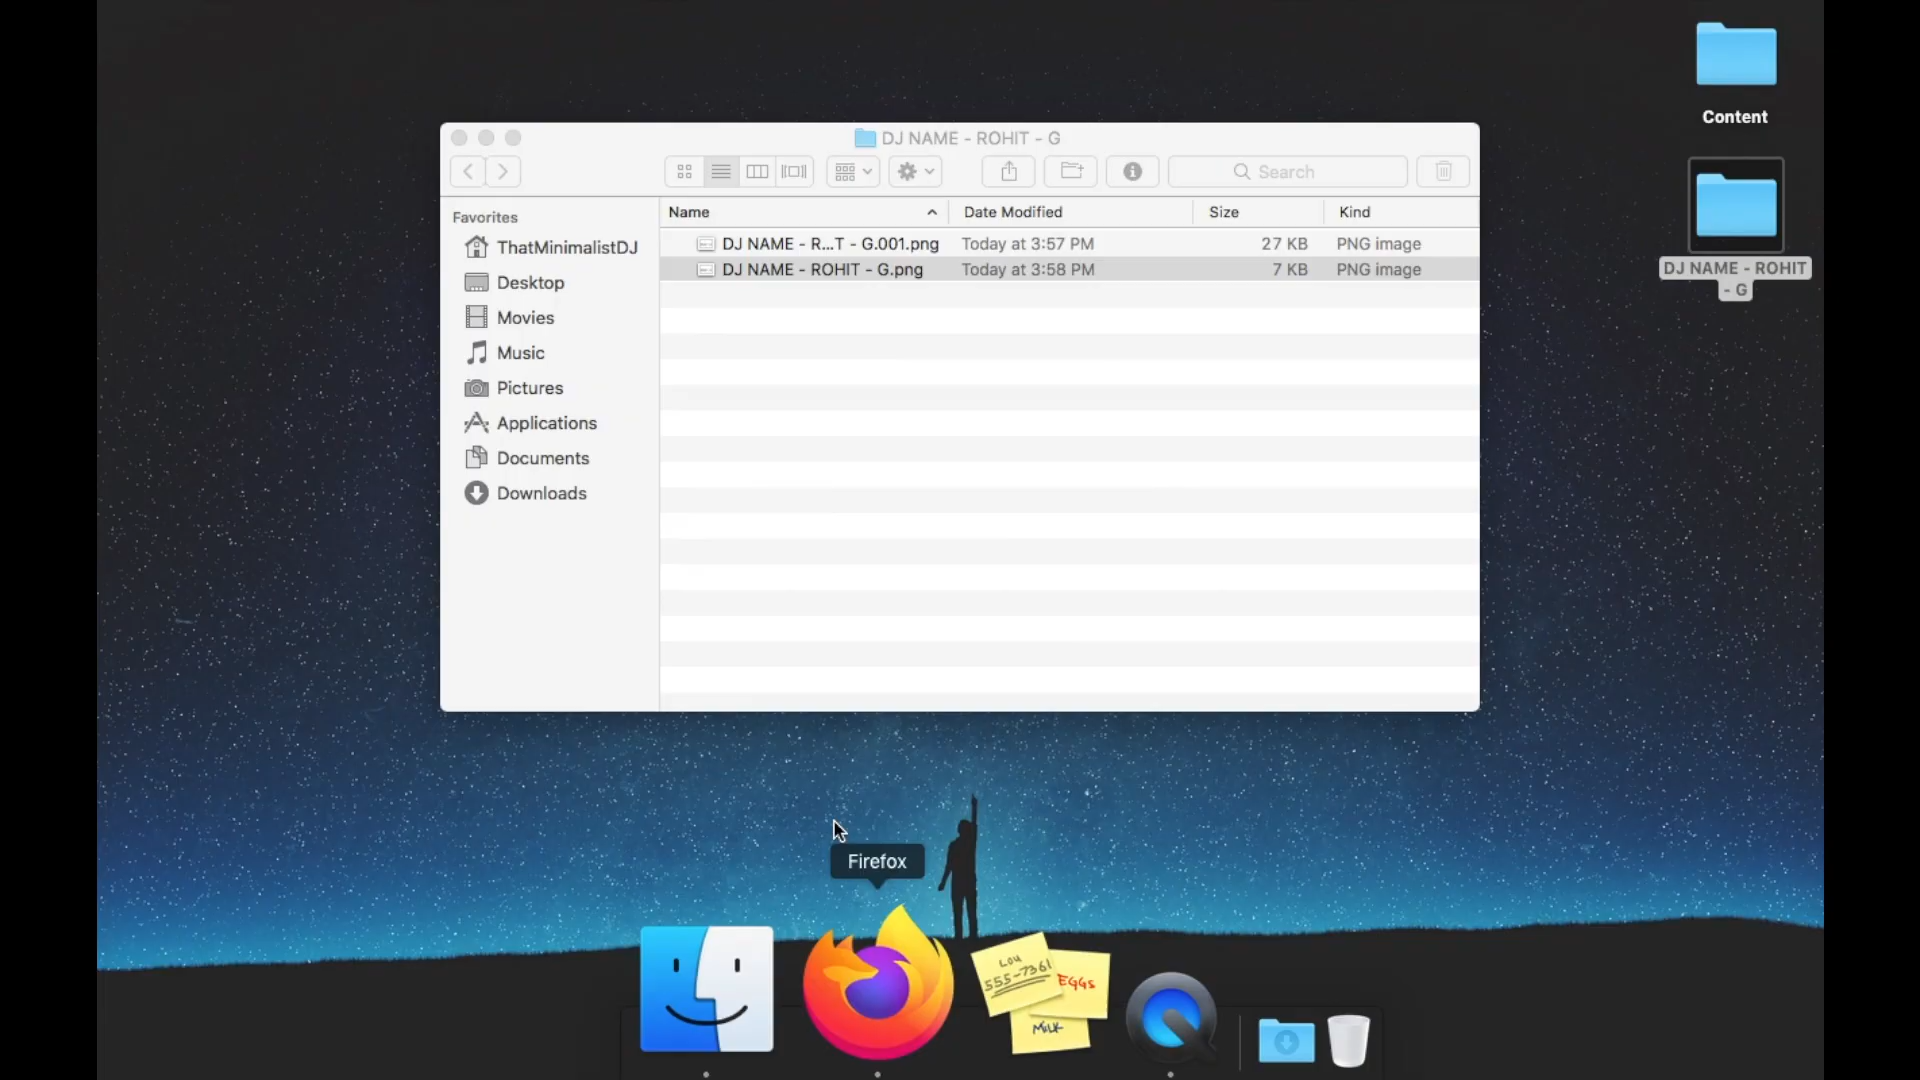 Content
DJ NAME - ROHIT
- G
DJ NAME - ROHIT - G
Search
Favorites
ThatMinimalistDJ
Desktop
Movies
Music
Pictures
Applications
Documents
Downloads
Name Date Modified Size Kind
DJ NAME - R...T - G.001.png Today at 3:57 PM 27 KB PNG image
DJ NAME - ROHIT - G.png Today at 3:58 PM 7 KB PNG image
Firefox
LOU
555-7361
EGGS
MILK